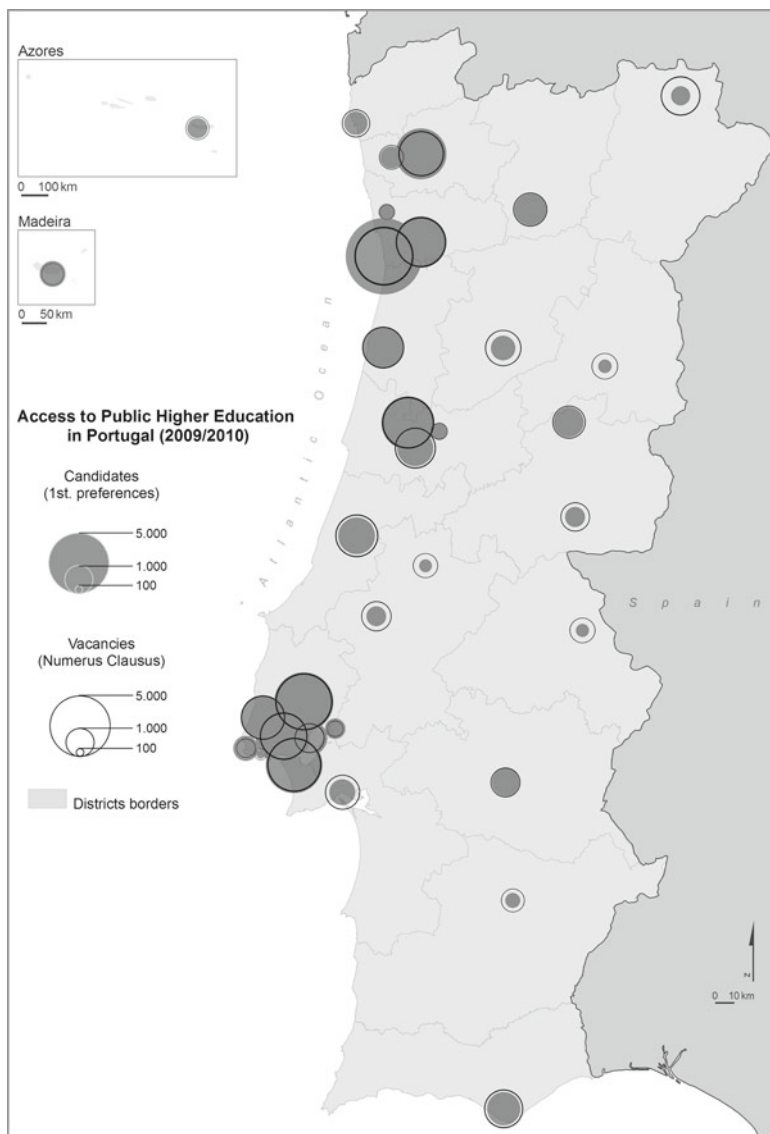 Azores
0 100 km
Madeira
0 50 km
Atlantic Ocean
Access to Public Higher Education
in Portugal (2009/2010)
Candidates
(1st. preferences)
5.000
1.000
100
Vacancies
(Numerus Clausus)
5.000
1.000
100
Districts borders
Spain
N
0 10 km